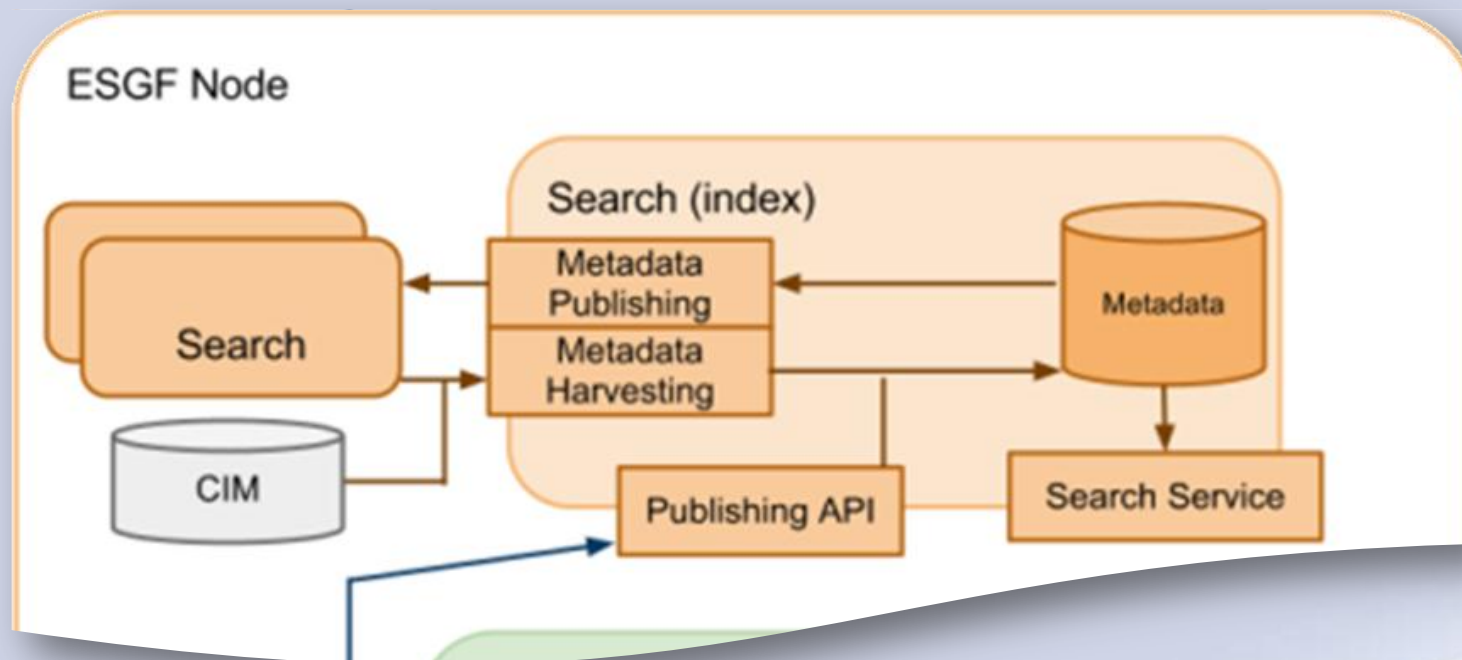 ESGF Node
Search (index)
Metadata
Publishing
Metadata
Harvesting
Metadata
Search
CIM
Publishing API
Search Service